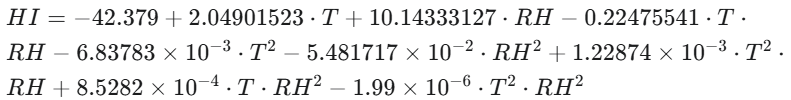 HI = −42.379 + 2.04901523 · T + 10.14333127 · RH − 0.22475541 · T ·
RH − 6.83783 × 10⁻³ · T² − 5.481717 × 10⁻² · RH² + 1.22874 × 10⁻³ · T² ·
RH + 8.5282 × 10⁻⁴ · T · RH² − 1.99 × 10⁻⁶ · T² · RH²